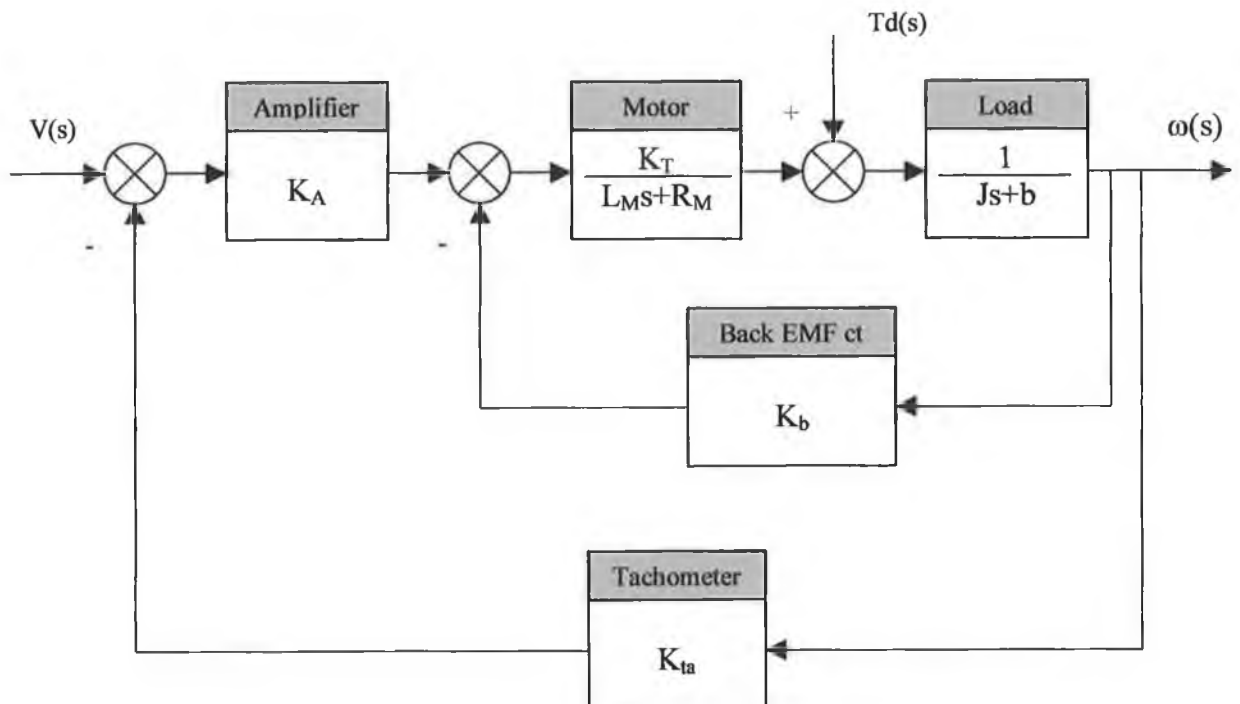 Td(s)
V(s)
-
Amplifier
K_A
-
Motor
K_T
L_Ms+R_M
+
Load
1
Js+b
ω(s)
Back EMF ct
K_b
Tachometer
K_ta